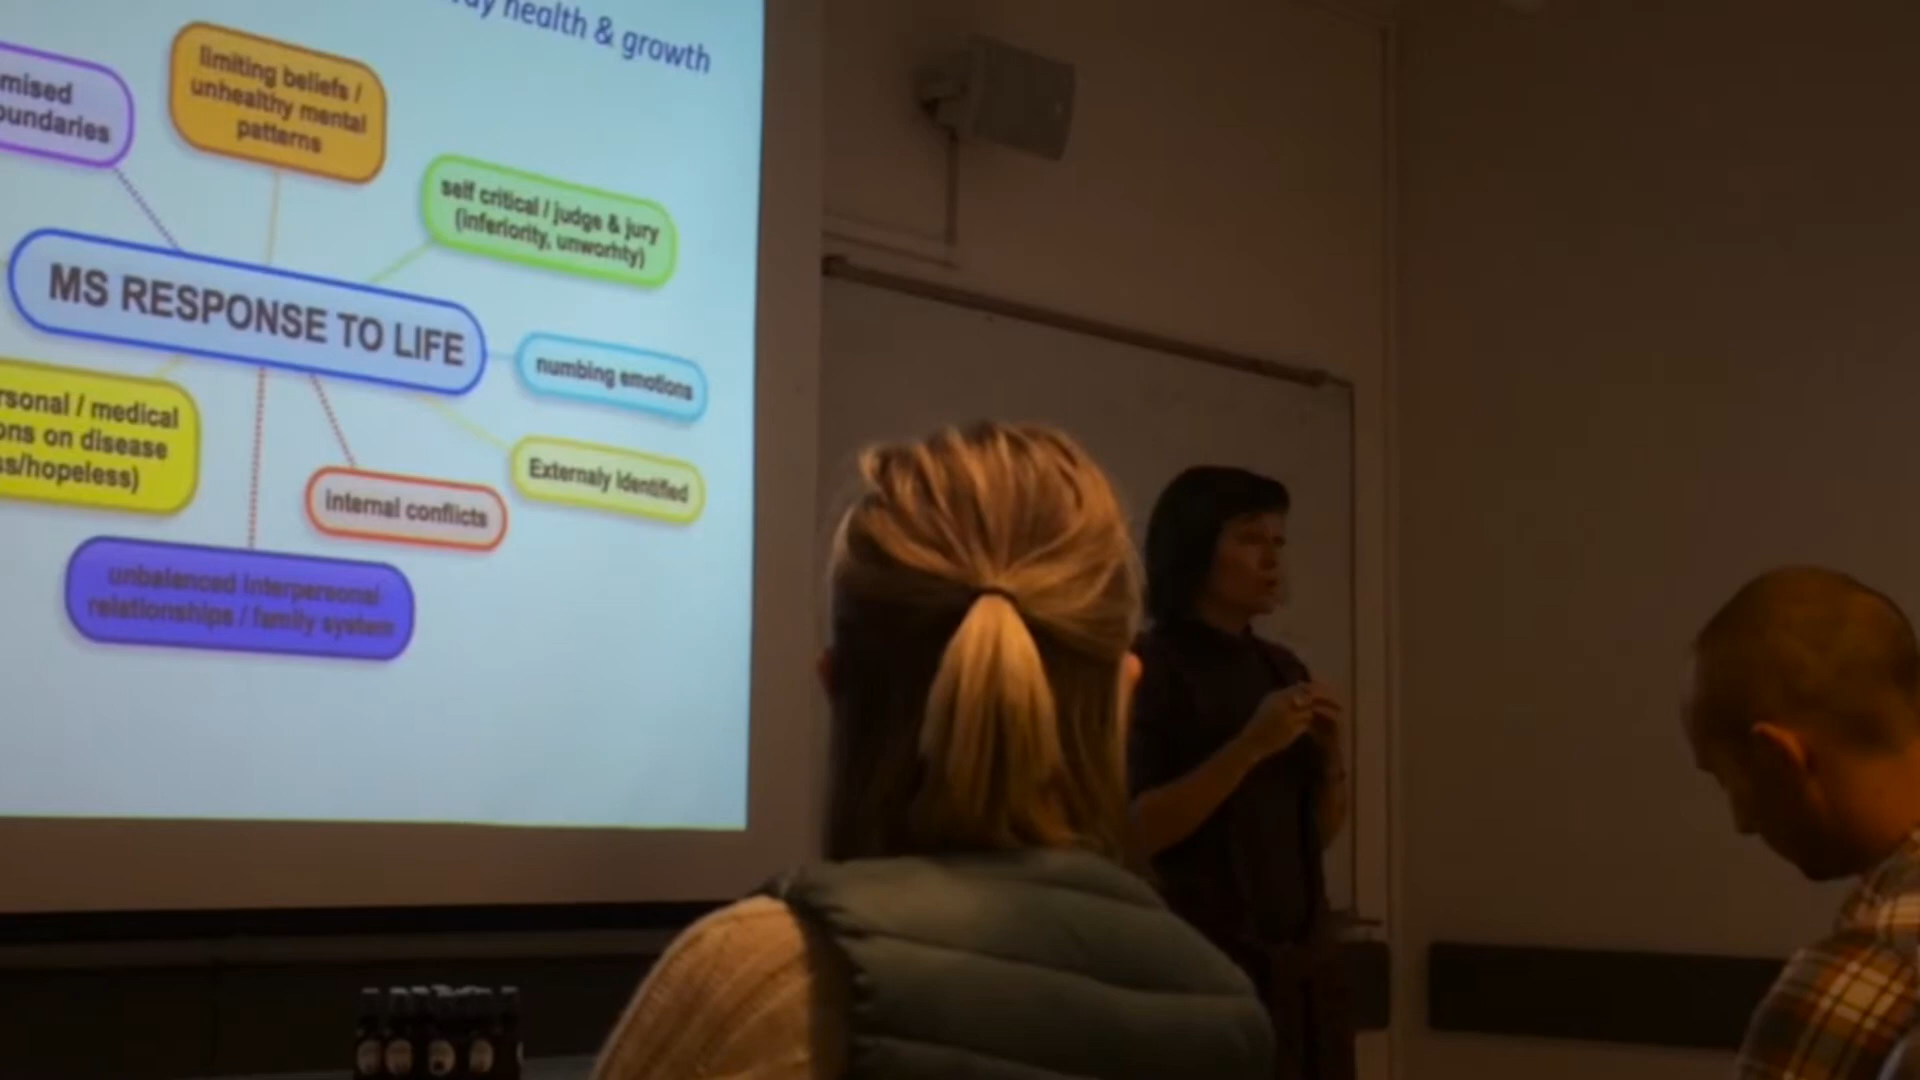 health & growth
mised
oundaries
limiting beliefs /
unhealthy mental
patterns
self critical / judge & jury
(inferiority, unworhty)
MS RESPONSE TO LIFE
numbing emotions
rsonal / medical
ons on disease
ss/hopeless)
Externaly Identified
internal conflicts
unbalanced interpersonal
relationships / family system